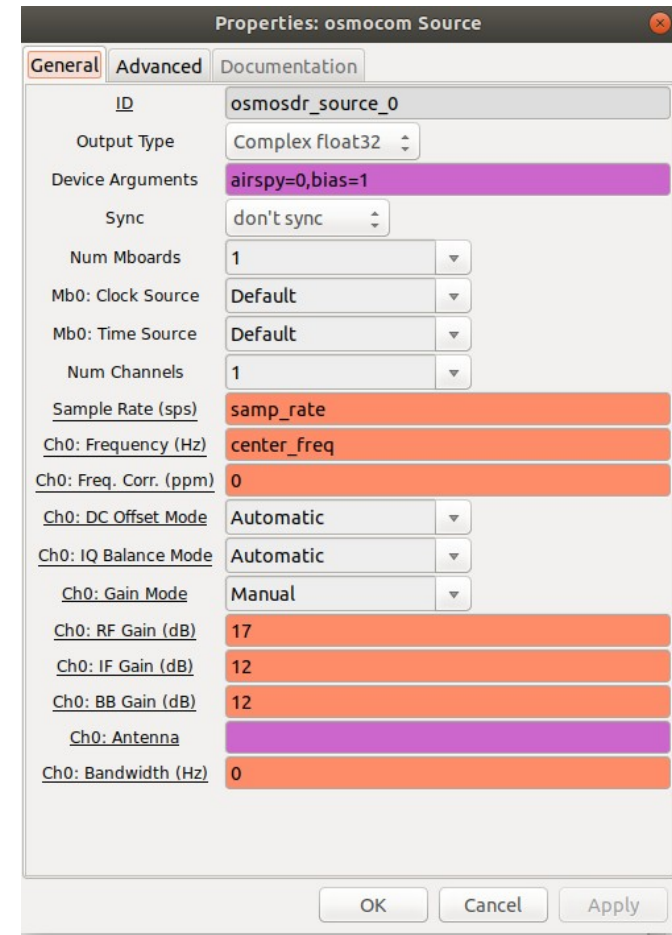 Properties: osmocom Source
General Advanced Documentation
ID osmosdr_source_0
Output Type Complex float32
Device Arguments airspy=0,bias=1
Sync don't sync
Num Mboards 1
Mb0: Clock Source Default
Mb0: Time Source Default
Num Channels 1
Sample Rate (sps) samp_rate
Ch0: Frequency (Hz) center_freq
Ch0: Freq. Corr. (ppm) 0
Ch0: DC Offset Mode Automatic
Ch0: IQ Balance Mode Automatic
Ch0: Gain Mode Manual
Ch0: RF Gain (dB) 17
Ch0: IF Gain (dB) 12
Ch0: BB Gain (dB) 12
Ch0: Antenna
Ch0: Bandwidth (Hz) 0
OK Cancel Apply